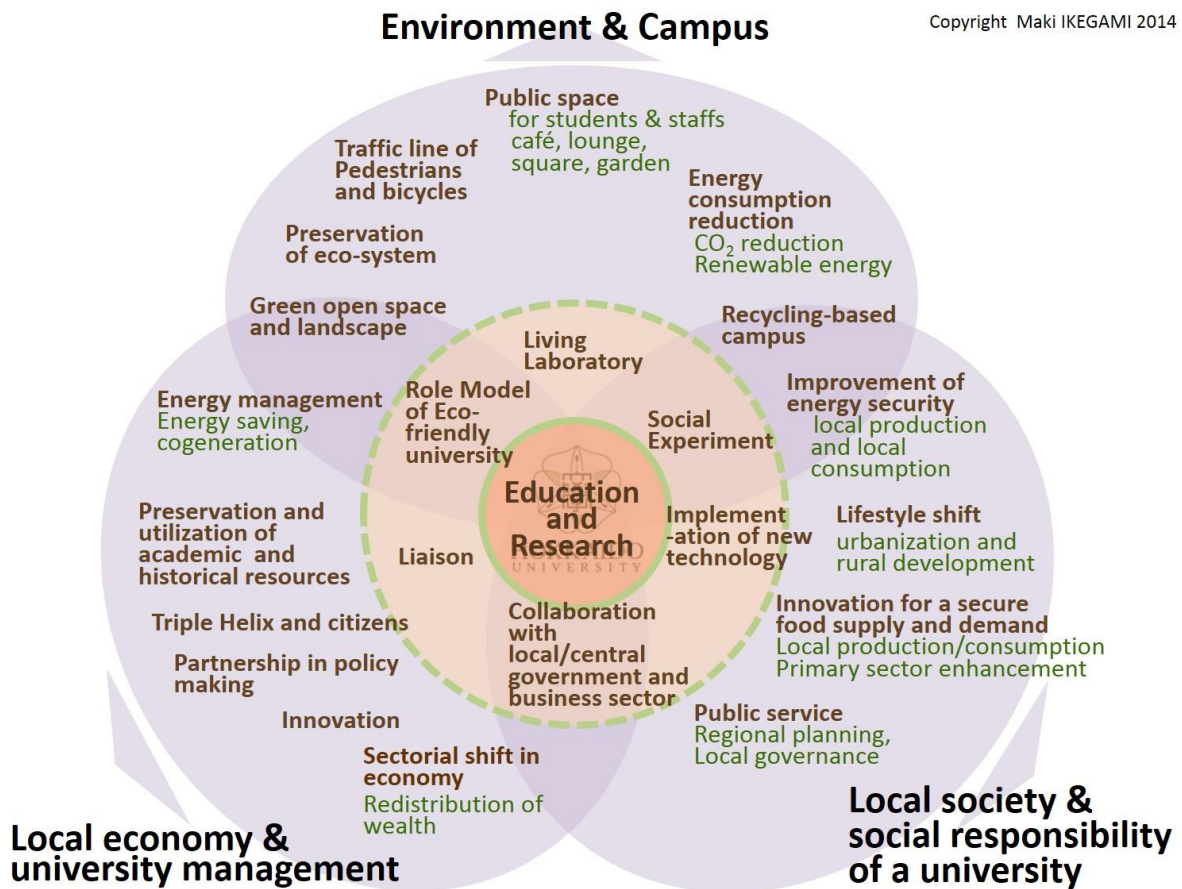 Environment & Campus
Copyright Maki IKEGAMI 2014
Public space
for students & staffs
café, lounge,
square, garden
Traffic line of
Pedestrians
and bicycles
Energy
consumption
reduction
CO₂ reduction
Renewable energy
Preservation
of eco-system
Green open space
and landscape
Recycling-based
campus
Living
Laboratory
Energy management
Energy saving,
cogeneration
Role Model
of Eco-
friendly
university
Social
Experiment
Improvement of
energy security
local production
and local
consumption
Education
and
Research
HOKKAIDO
UNIVERSITY
Preservation and
utilization of
academic and
historical resources
Liaison
Implement
-ation of new
technology
Lifestyle shift
urbanization and
rural development
Triple Helix and citizens
Collaboration
with
local/central
government and
business sector
Innovation for a secure
food supply and demand
Local production/consumption
Primary sector enhancement
Partnership in policy
making
Innovation
Public service
Regional planning,
Local governance
Sectorial shift in
economy
Redistribution of
wealth
Local economy &
university management
Local society &
social responsibility
of a university